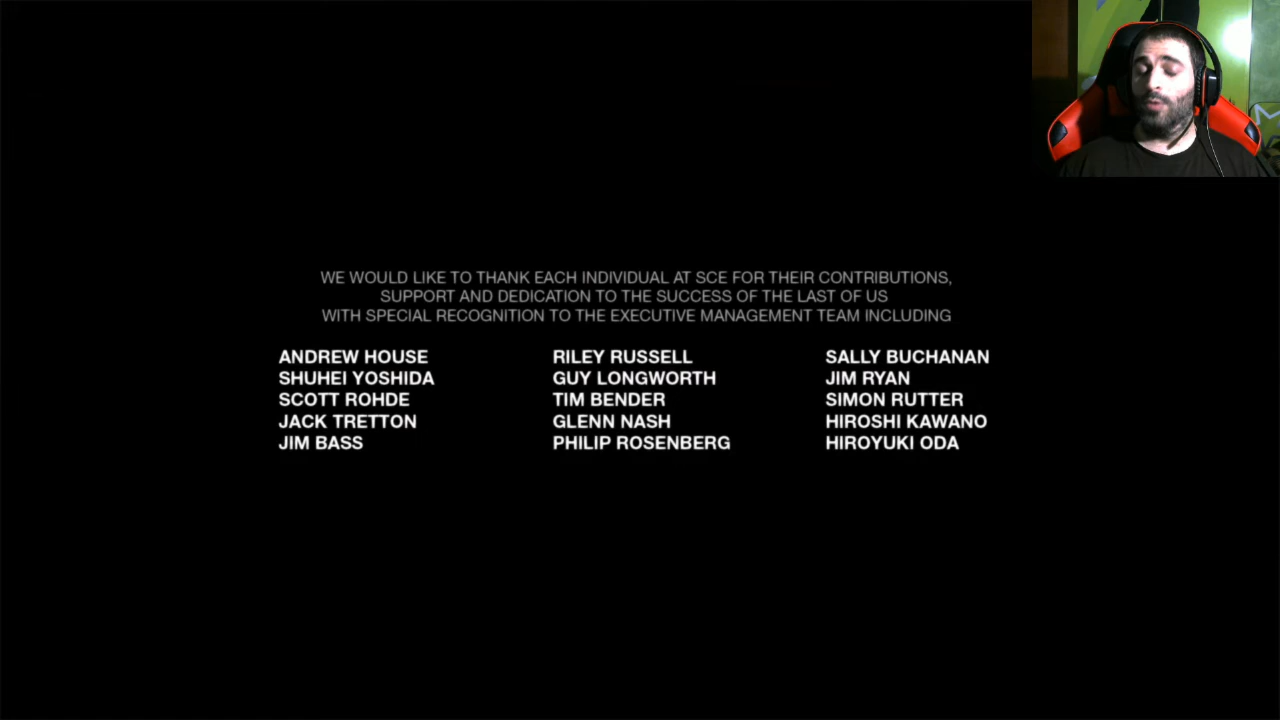 WE WOULD LIKE TO THANK EACH INDIVIDUAL AT SCE FOR THEIR CONTRIBUTIONS,
SUPPORT AND DEDICATION TO THE SUCCESS OF THE LAST OF US
WITH SPECIAL RECOGNITION TO THE EXECUTIVE MANAGEMENT TEAM INCLUDING
ANDREW HOUSE
SHUHEI YOSHIDA
SCOTT ROHDE
JACK TRETTON
JIM BASS
RILEY RUSSELL
GUY LONGWORTH
TIM BENDER
GLENN NASH
PHILIP ROSENBERG
SALLY BUCHANAN
JIM RYAN
SIMON RUTTER
HIROSHI KAWANO
HIROYUKI ODA